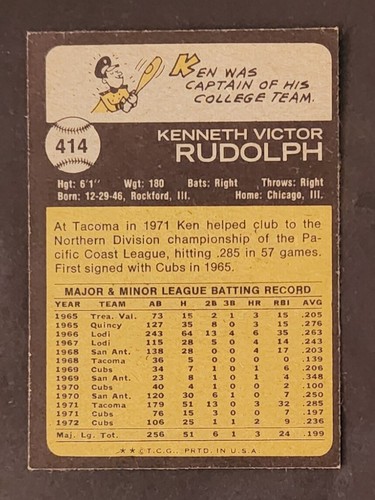 KEN WAS
CAPTAIN OF HIS
COLLEGE TEAM.
414
KENNETH VICTOR
RUDOLPH
Hgt: 6'1" Wgt: 180 Bats: Right Throws: Right
Born: 12-29-46, Rockford, Ill. Home: Chicago, Ill.
At Tacoma in 1971 Ken helped club to the
Northern Division championship of the Pa-
cific Coast League, hitting .285 in 57 games.
First signed with Cubs in 1965.
MAJOR & MINOR LEAGUE BATTING RECORD
YEAR TEAM AB H 2B 3B HR RBI AVG
1965 Trea. Val. 73 15 2 1 3 15 .205
1965 Quincy 127 35 8 0 3 15 .276
1966 Lodi 243 64 13 4 6 35 .263
1967 Lodi 115 28 5 0 4 14 .243
1968 San Ant. 138 28 0 0 4 17 .203
1968 Tacoma 36 5 0 0 0 0 .139
1969 Cubs 34 7 1 0 1 6 .206
1969 San Ant. 23 8 1 0 1 4 .348
1970 Cubs 40 4 1 0 0 2 .100
1970 San Ant. 120 30 6 1 0 7 .250
1971 Tacoma 179 51 13 0 3 32 .285
1971 Cubs 76 15 3 0 0 7 .197
1972 Cubs 106 25 1 1 2 9 .236
Maj. Lg. Tot. 256 51 6 1 3 24 .199
★★ © T.C.G. PRTD. IN U.S.A.